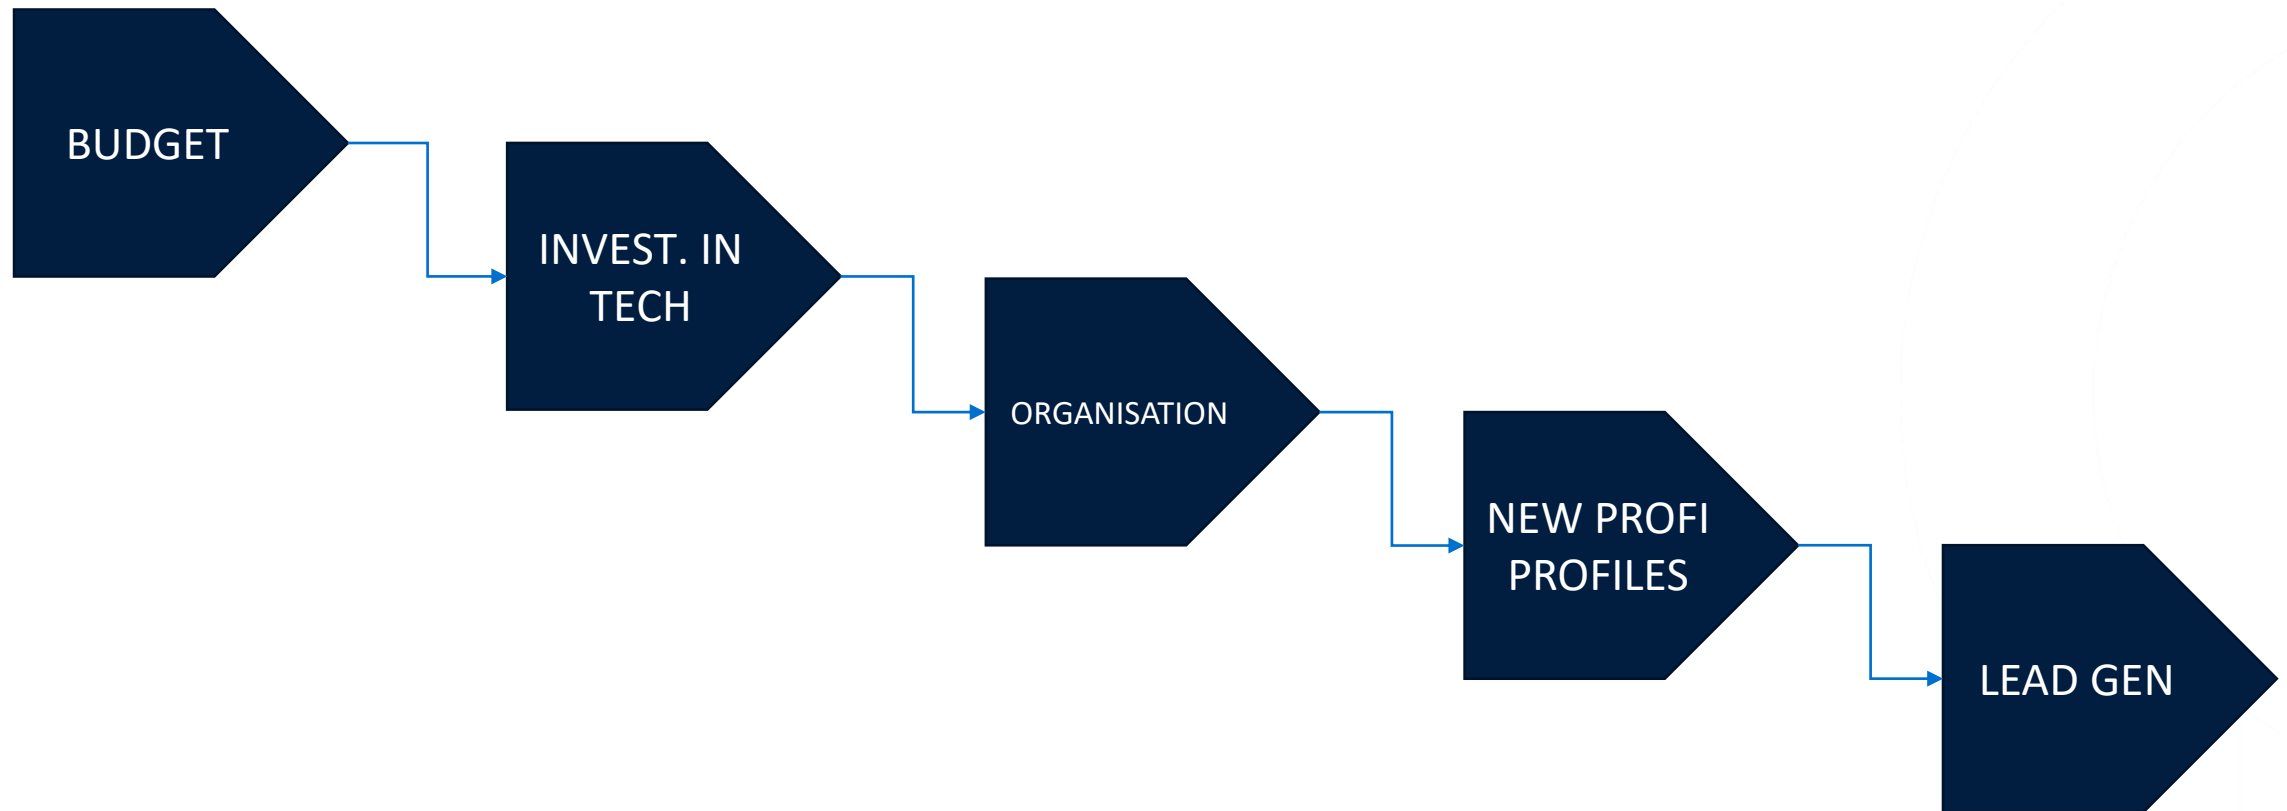 BUDGET
INVEST. IN
TECH
ORGANISATION
NEW PROFI
PROFILES
LEAD GEN